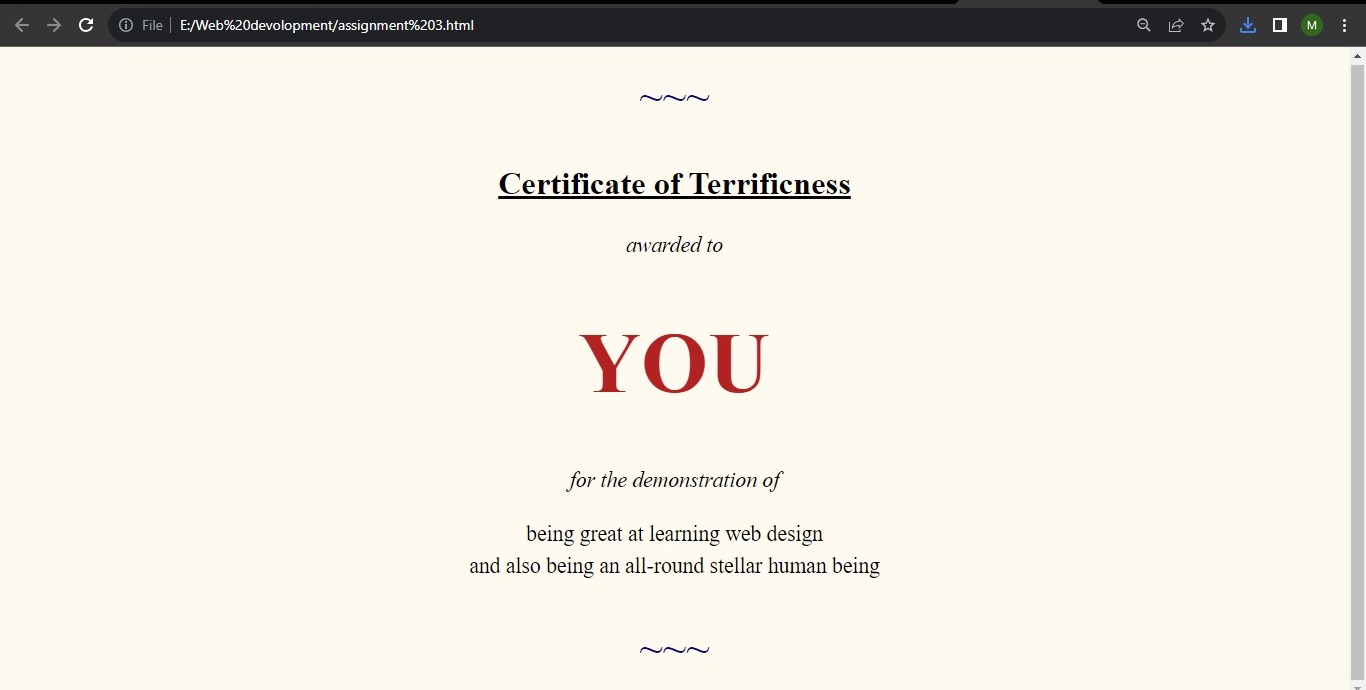 File
E:/Web%20devolopment/assignment%203.html
M
~~~
Certificate of Terrificness
awarded to
YOU
for the demonstration of
being great at learning web design
and also being an all-round stellar human being
~~~